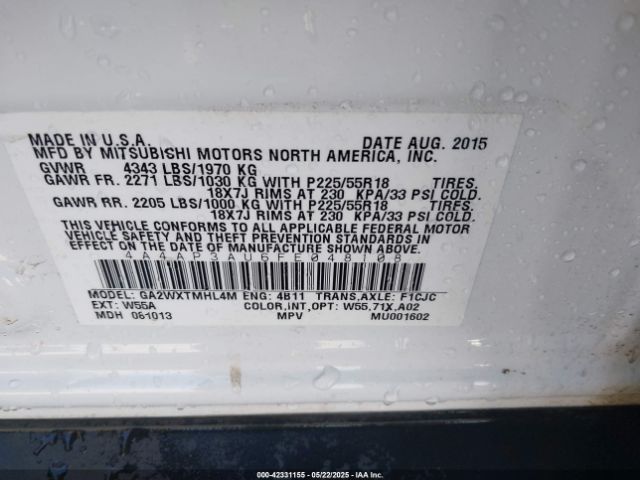 MADE IN U.S.A. DATE AUG. 2015
MFD BY MITSUBISHI MOTORS NORTH AMERICA, INC.
GVWR 4343 LBS/1970 KG
GAWR FR. 2271 LBS/1030 KG WITH P225/55R18 TIRES.
18X7J RIMS AT 230 KPA/33 PSI COLD.
GAWR RR. 2205 LBS/1000 KG WITH P225/55R18 TIRES.
18X7J RIMS AT 230 KPA/33 PSI COLD.
THIS VEHICLE CONFORMS TO ALL APPLICABLE FEDERAL MOTOR
VEHICLE SAFETY AND THEFT PREVENTION STANDARDS IN
EFFECT ON THE DATE OF MANUFACTURE SHOWN ABOVE.
4A4AP3AU5FE048108
MODEL: GA2WXTMHL4M ENG: 4B11 TRANS,AXLE: F1CJC
EXT: W55A COLOR,INT,OPT: W55,71X,A02
MDH 081013 MPV MU001602
000-42331155 - 05/22/2025 - IAAI.COM